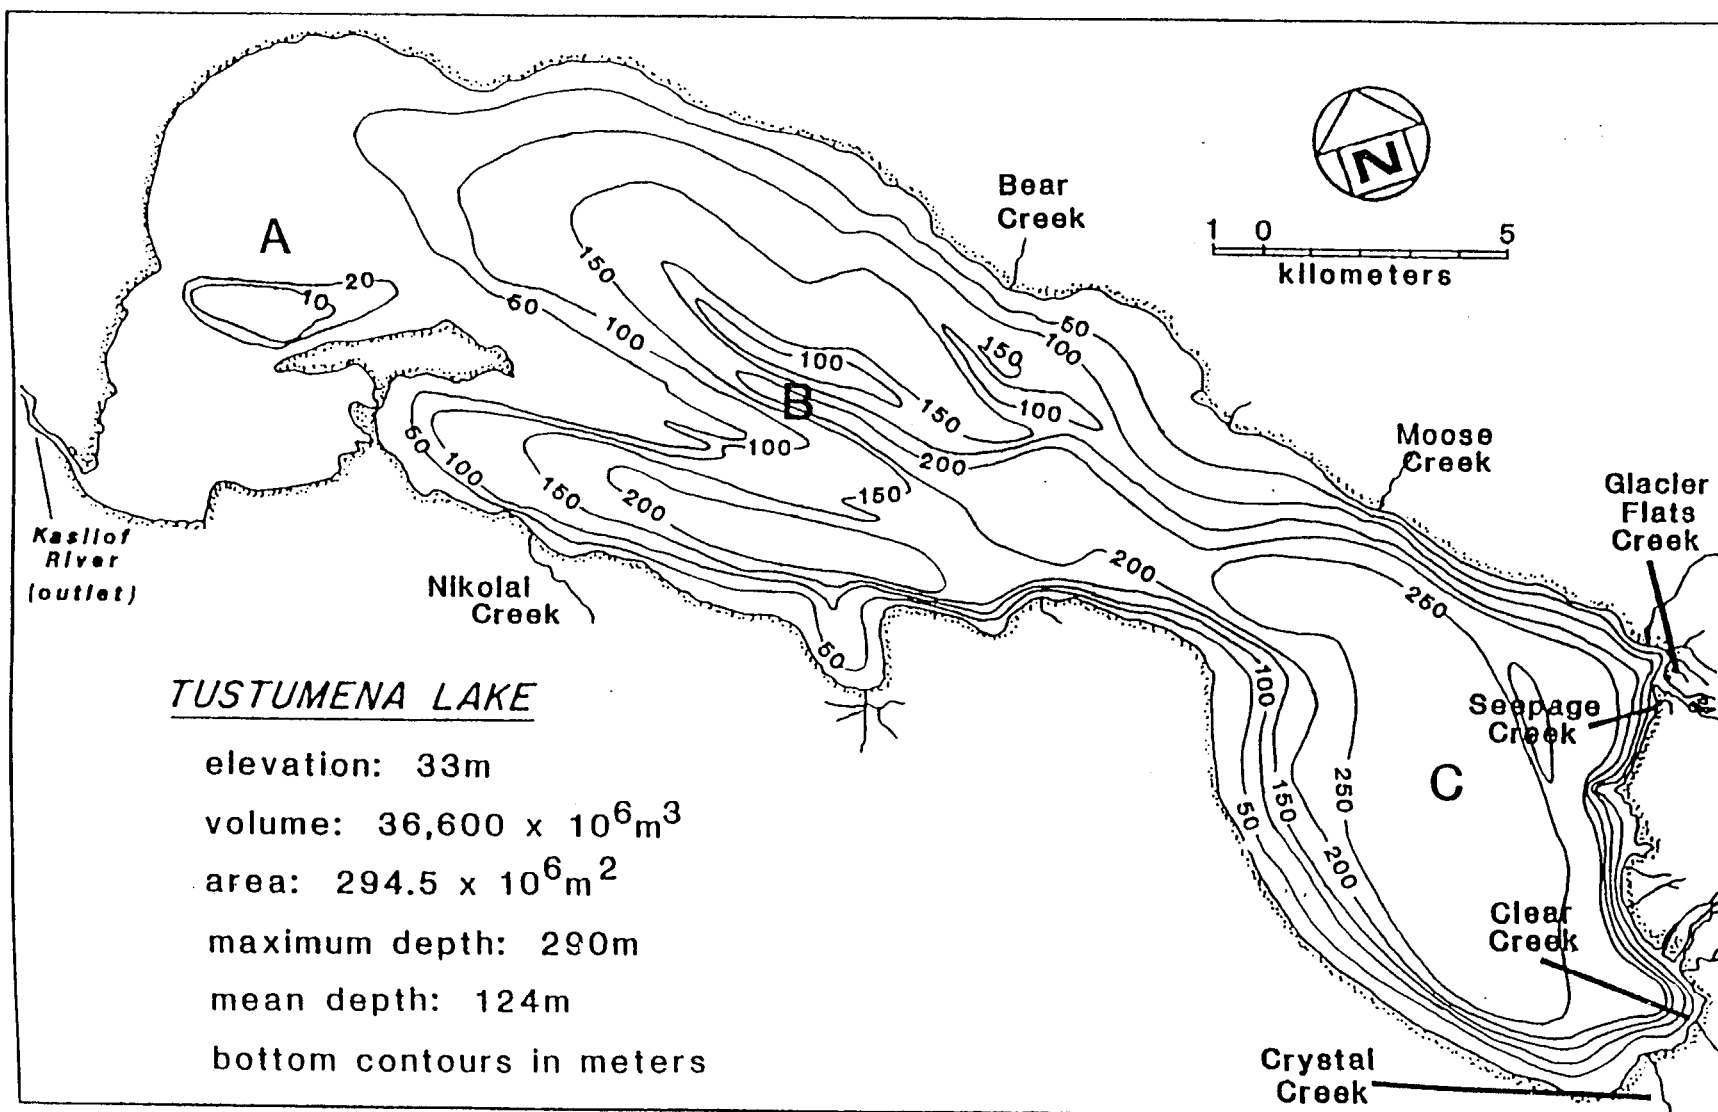 A
20
10
50
100
150
Bear
Creek
N
1 0 5
kilometers
50
100
150
100
100
B
150
200
100
150
50
100
150
200
Kasilof
River
(outlet)
Nikolai
Creek
50
Moose
Creek
Glacier
Flats
Creek
200
250
100
Seepage
Creek
C
250
150
50
200
Clear
Creek
Crystal
Creek
TUSTUMENA LAKE
elevation: 33m
volume: 36,600 x 10⁶m³
area: 294.5 x 10⁶m²
maximum depth: 290m
mean depth: 124m
bottom contours in meters